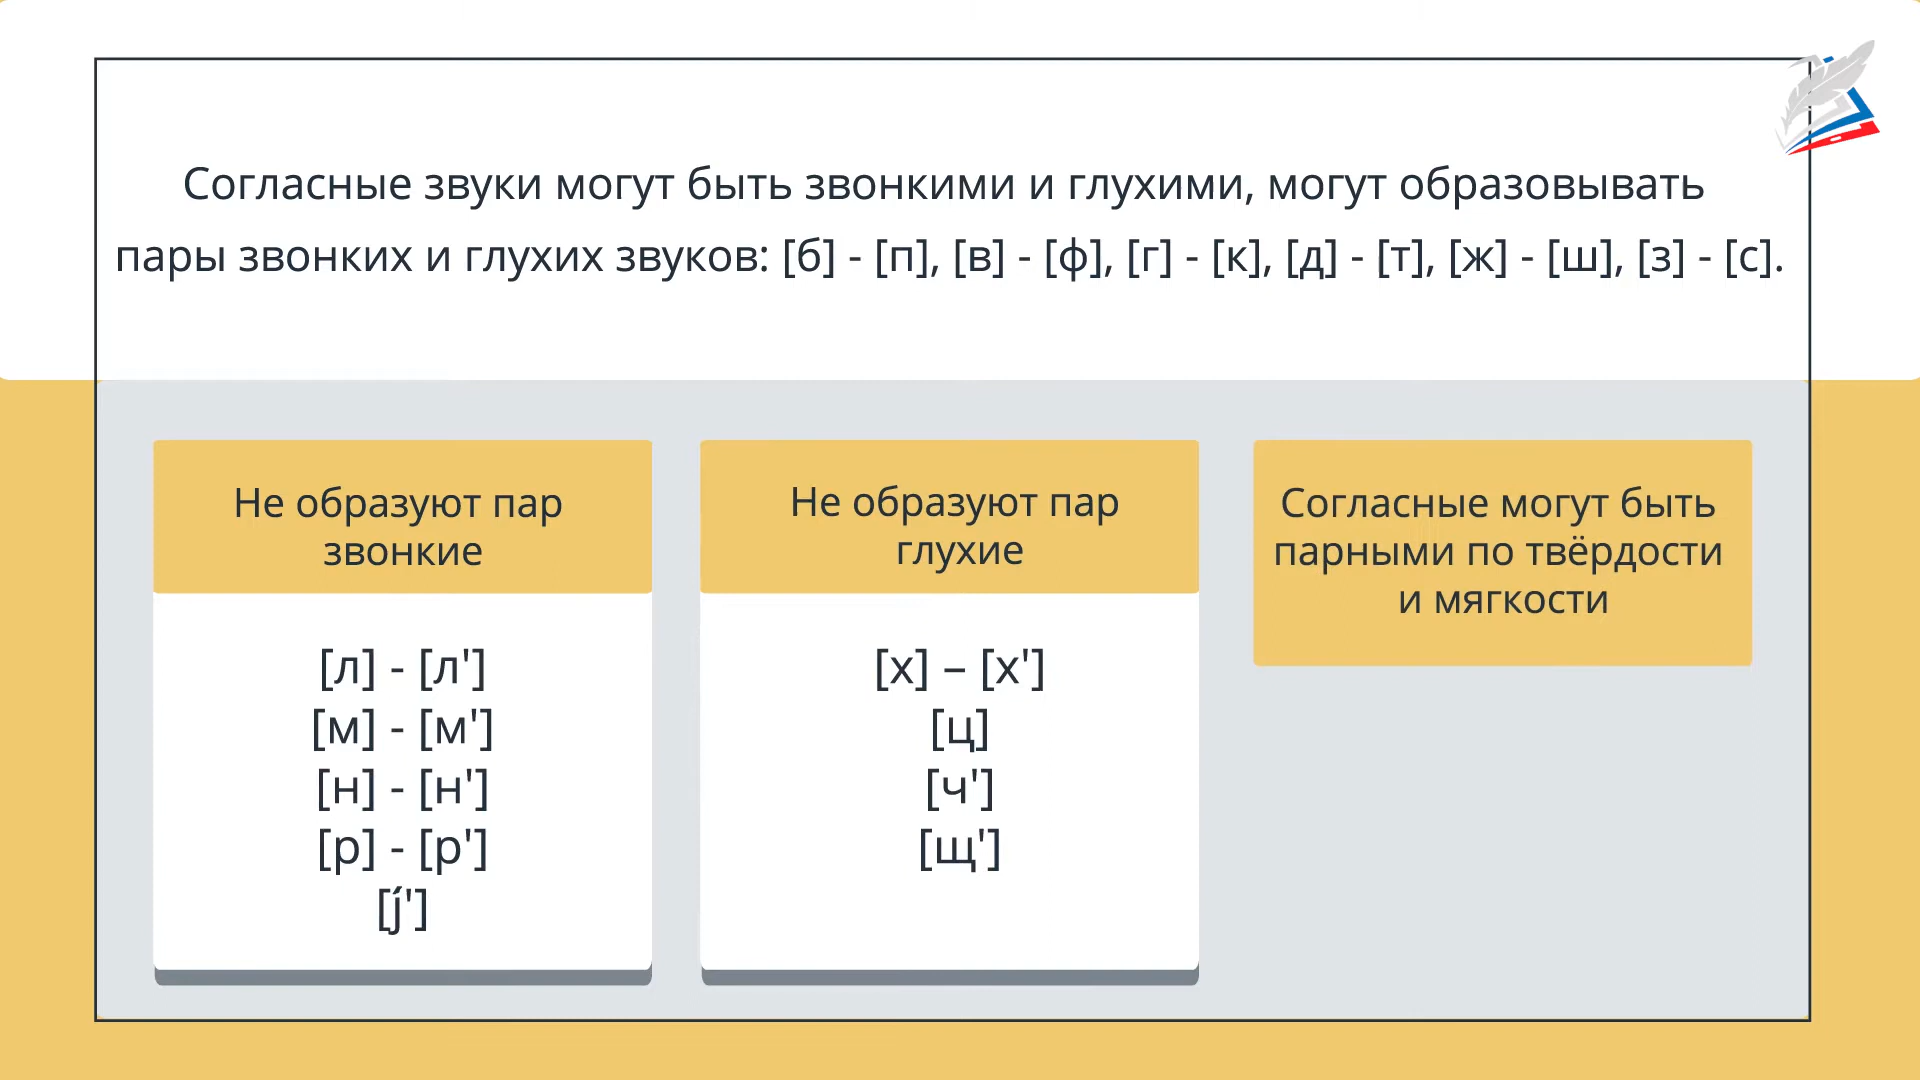 Согласные звуки могут быть звонкими и глухими, могут образовывать
пары звонких и глухих звуков: [б] - [п], [в] - [ф], [г] - [к], [д] - [т], [ж] - [ш], [з] - [с].
Не образуют пар
звонкие
[л] - [л']
[м] - [м']
[н] - [н']
[р] - [р']
[ȷ́']
Не образуют пар
глухие
[х] – [х']
[ц]
[ч']
[щ']
Согласные могут быть
парными по твёрдости
и мягкости